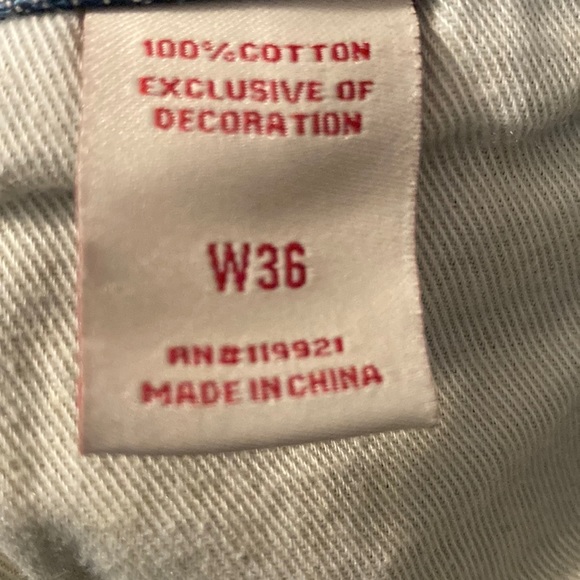 100%COTTON
EXCLUSIVE OF
DECORATION
W36
RN#119921
MADE IN CHINA